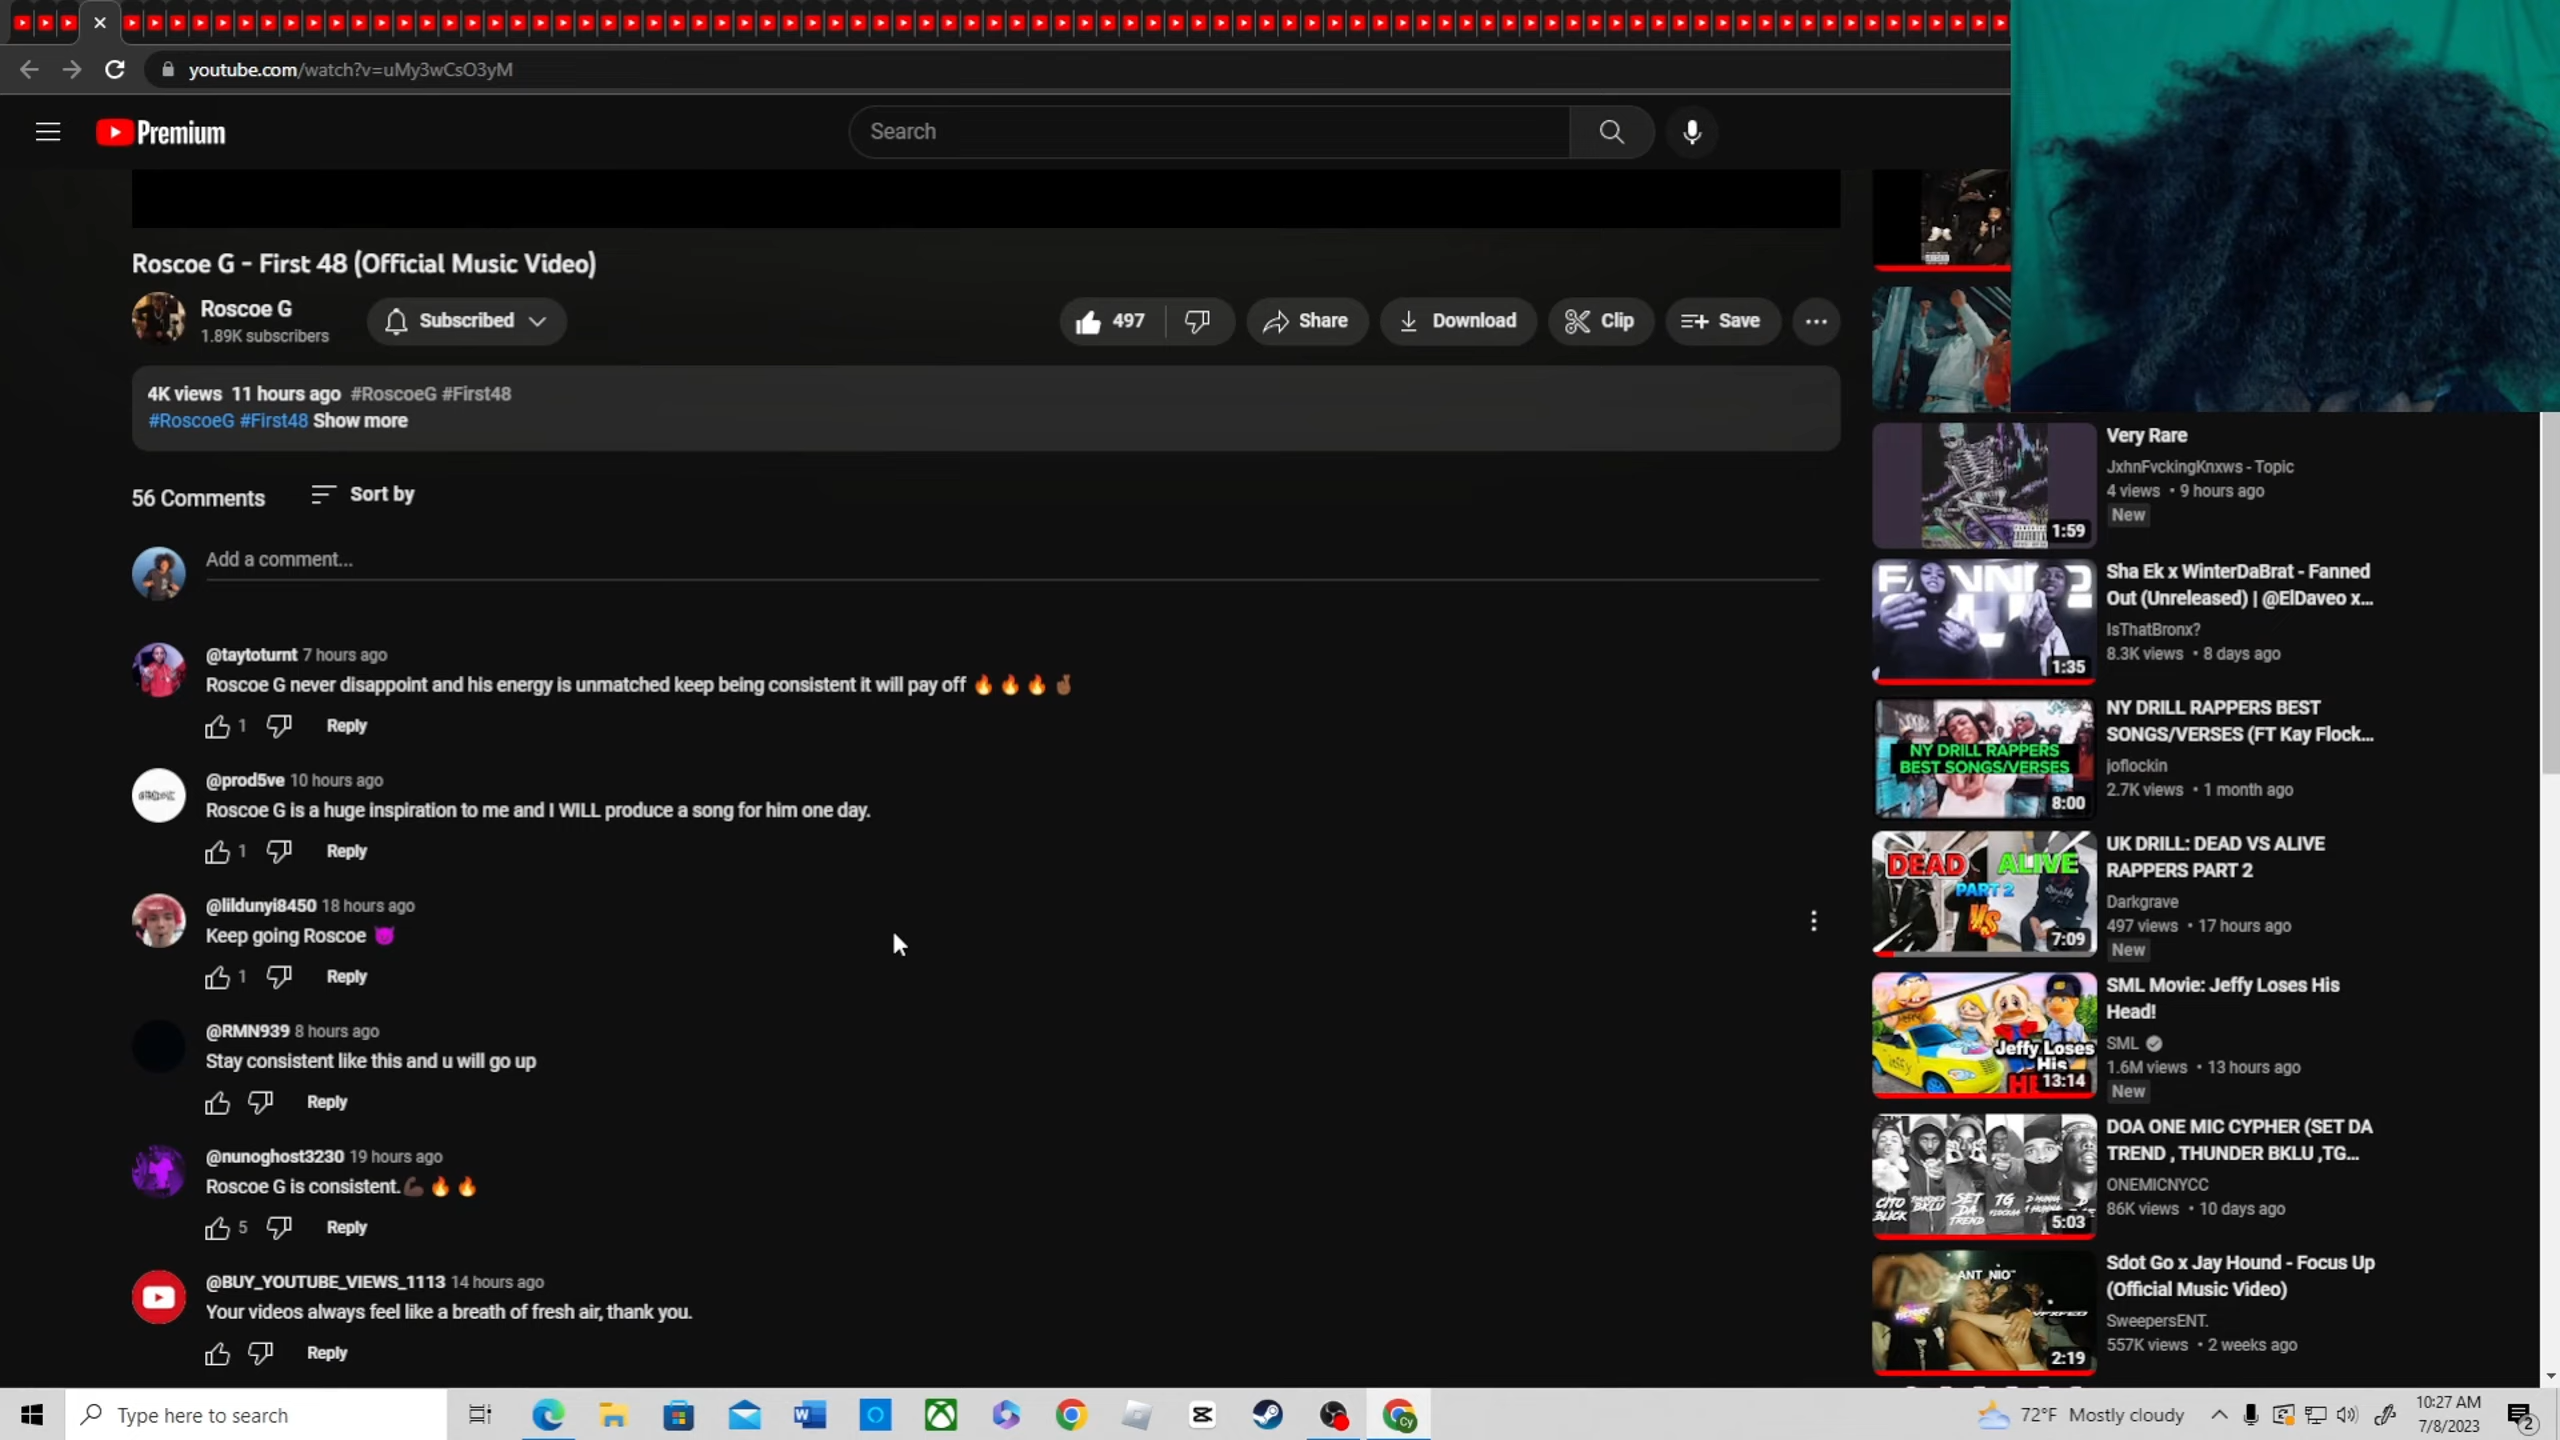 youtube.com/watch?v=uMy3wCsO3yM
Premium
Search
Roscoe G - First 48 (Official Music Video)
Roscoe G
1.89K subscribers
Subscribed
497
Share
Download
Clip
Save
4K views 11 hours ago #RoscoeG #First48
#RoscoeG #First48 Show more
56 Comments
Sort by
Add a comment...
@taytoturnt 7 hours ago
Roscoe G never disappoint and his energy is unmatched keep being consistent it will pay off 🔥🔥🔥🤞🏾
1
Reply
@prod5ve 10 hours ago
Roscoe G is a huge inspiration to me and I WILL produce a song for him one day.
1
Reply
@lildunyi8450 18 hours ago
Keep going Roscoe 😈
1
Reply
@RMN939 8 hours ago
Stay consistent like this and u will go up
Reply
@nunoghost3230 19 hours ago
Roscoe G is consistent.💪🏿🔥🔥
5
Reply
@BUY_YOUTUBE_VIEWS_1113 14 hours ago
Your videos always feel like a breath of fresh air, thank you.
Reply
1:59
Very Rare
JxhnFvckingKnxws - Topic
4 views • 9 hours ago
New
1:35
Sha Ek x WinterDaBrat - Fanned
Out (Unreleased) | @ElDaveo x...
IsThatBronx?
8.3K views • 8 days ago
NY DRILL RAPPERS
BEST SONGS/VERSES
8:00
NY DRILL RAPPERS BEST
SONGS/VERSES (FT Kay Flock...
joflockin
2.7K views • 1 month ago
DEAD ALIVE
PART 2
VS
7:09
UK DRILL: DEAD VS ALIVE
RAPPERS PART 2
Darkgrave
497 views • 17 hours ago
New
Jeffy Loses
His
13:14
SML Movie: Jeffy Loses His
Head!
SML
1.6M views • 13 hours ago
New
CITO
BLICK
THUNDER
BKLU
SET
DA
TREND
TG
5:03
DOA ONE MIC CYPHER (SET DA
TREND , THUNDER BKLU ,TG...
ONEMICNYCC
86K views • 10 days ago
2:19
Sdot Go x Jay Hound - Focus Up
(Official Music Video)
SweepersENT.
557K views • 2 weeks ago
Type here to search
Cy
72°F Mostly cloudy
10:27 AM
7/8/2023
2